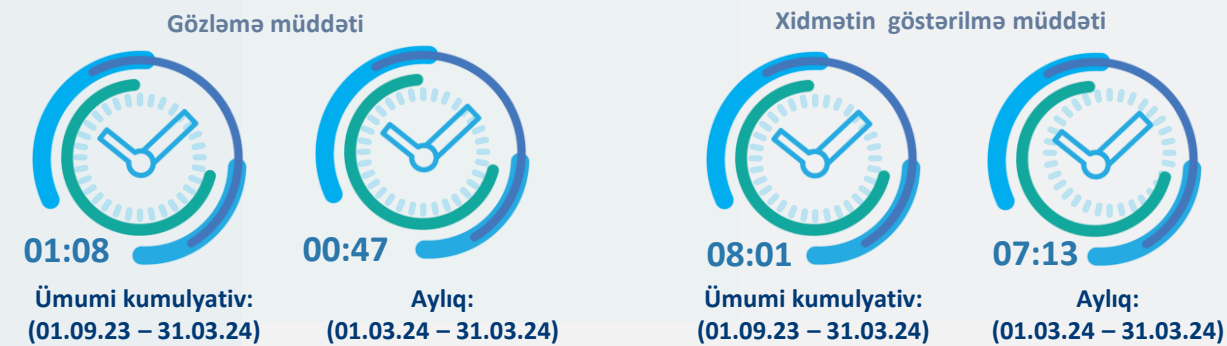 Gözləmə müddəti
Xidmətin göstərilmə müddəti
01:08
00:47
08:01
07:13
Ümumi kumulyativ:
(01.09.23 – 31.03.24)
Aylıq:
(01.03.24 – 31.03.24)
Ümumi kumulyativ:
(01.09.23 – 31.03.24)
Aylıq:
(01.03.24 – 31.03.24)